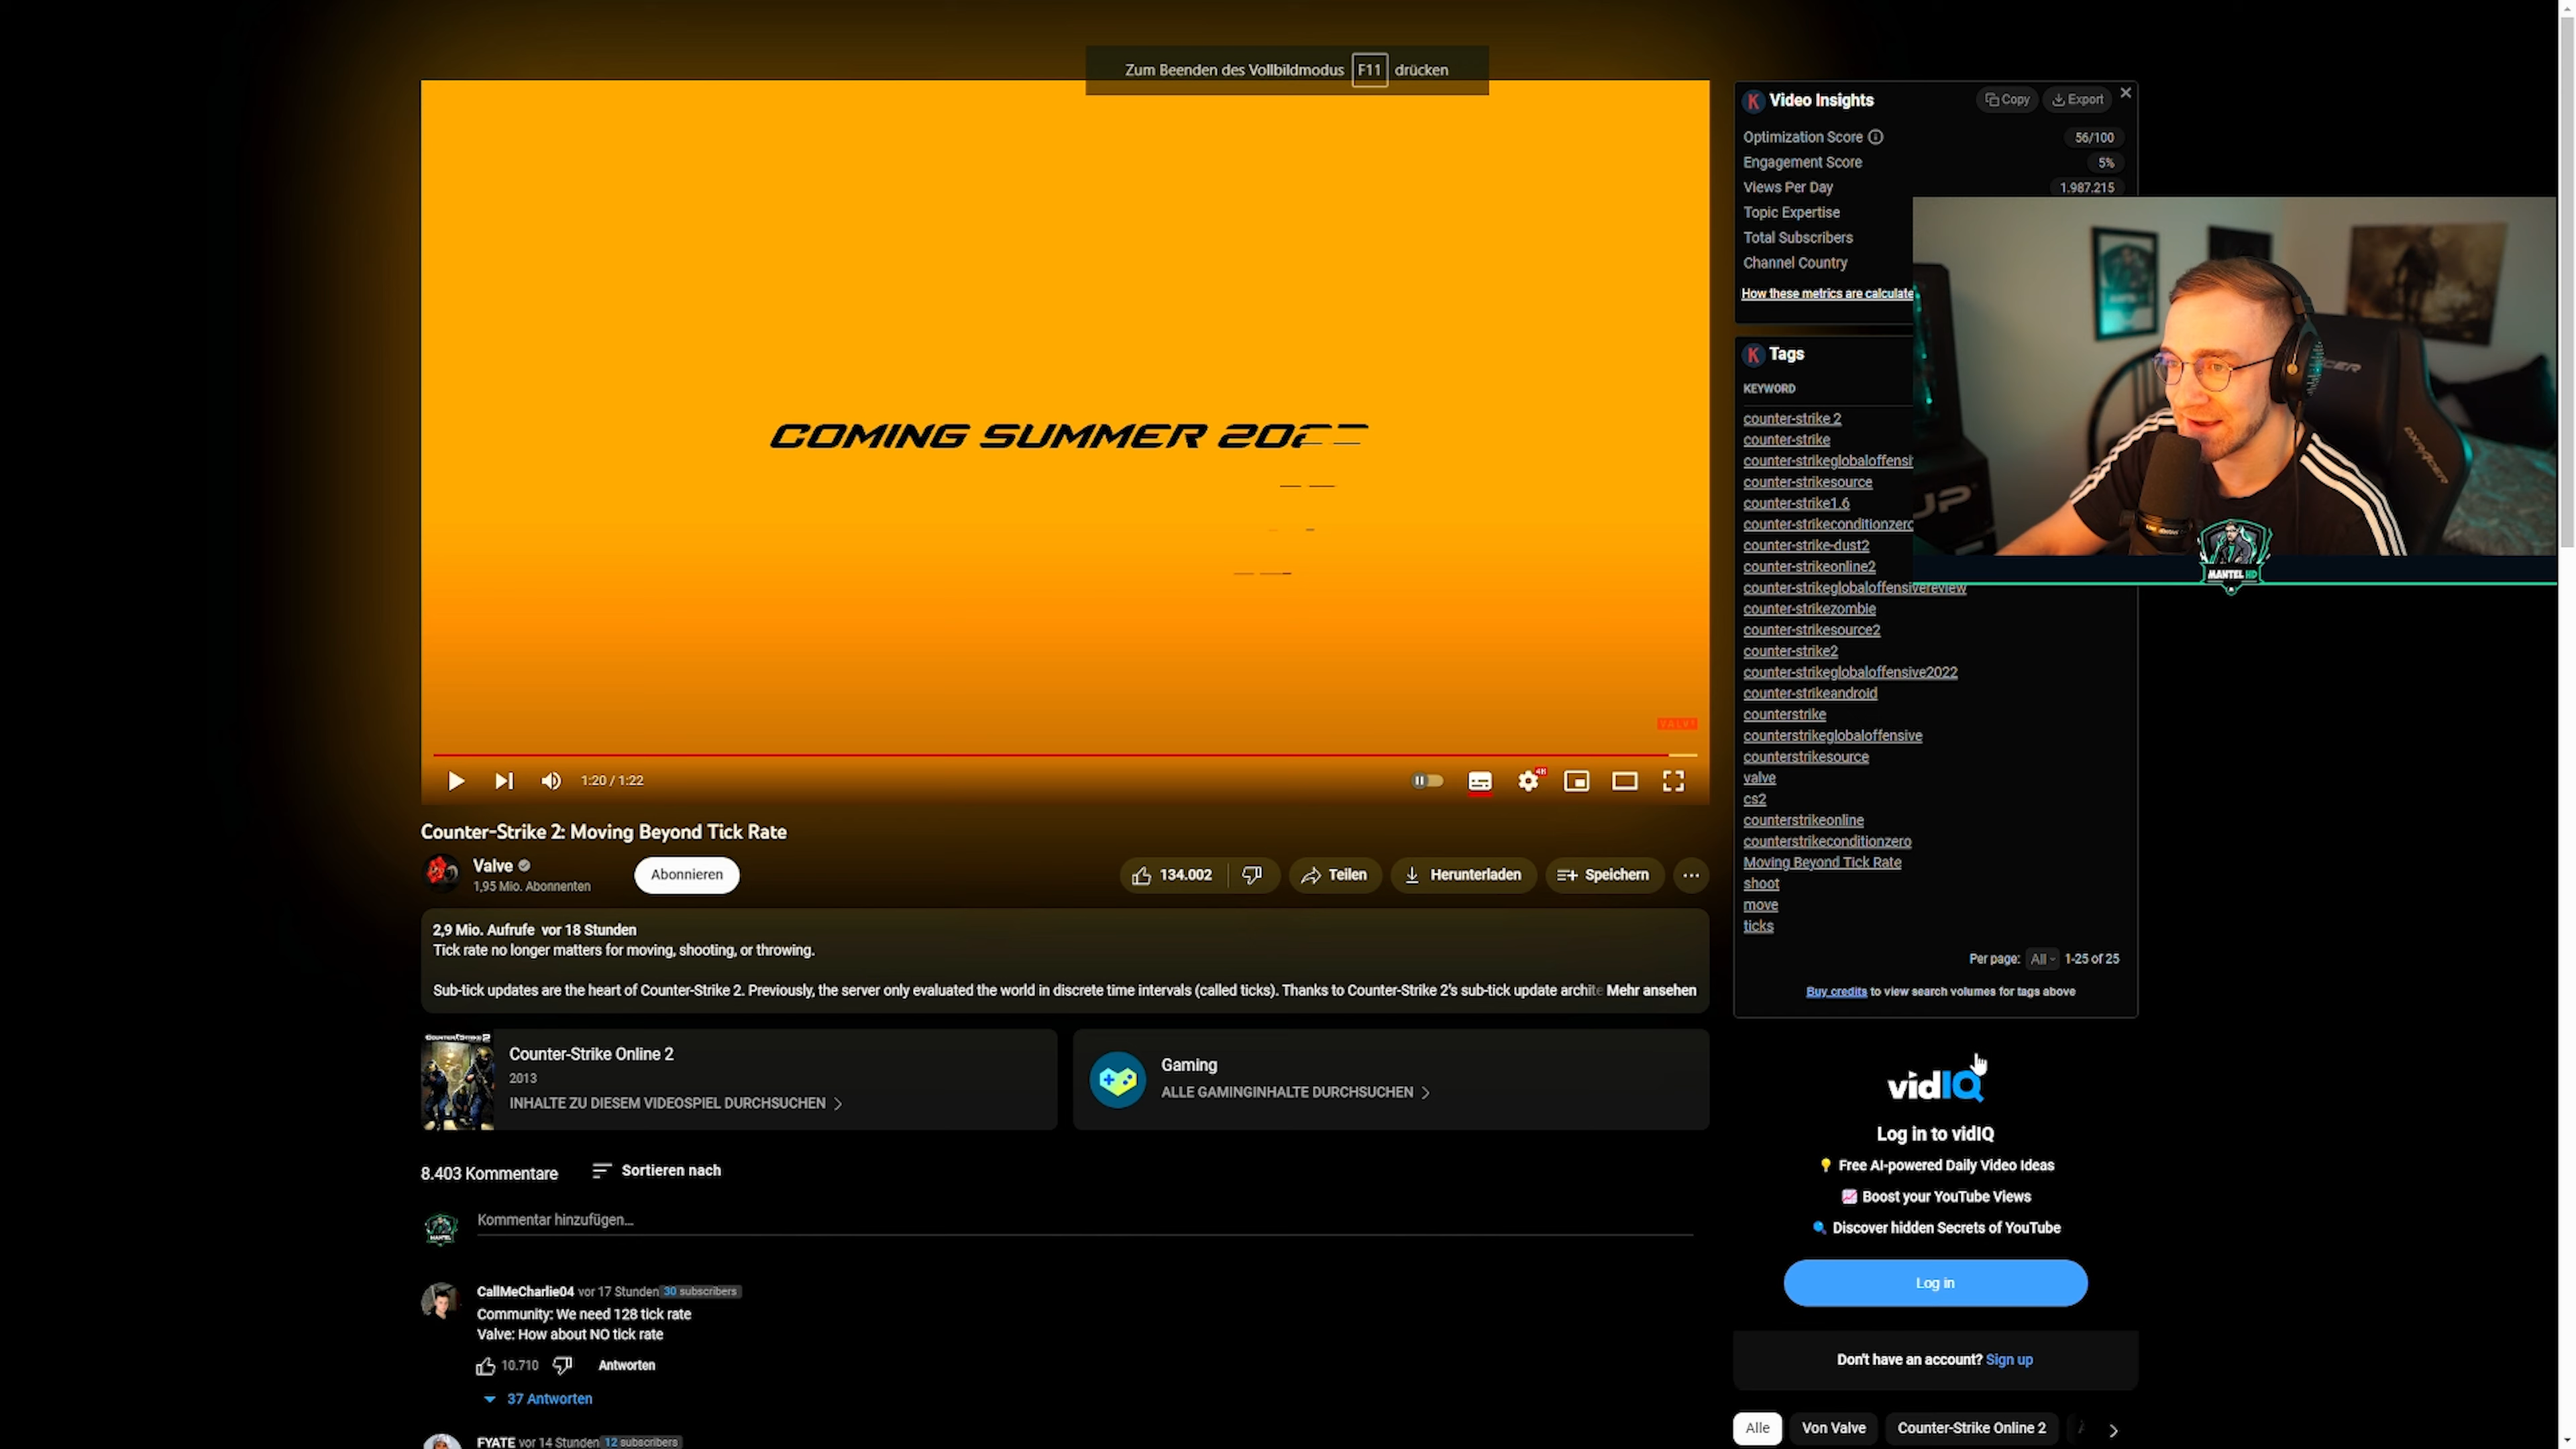 Zum Beenden des Vollbildmodus F11 drücken
COMING SUMMER
VALVE
1:20 / 1:22
Counter-Strike 2: Moving Beyond Tick Rate
Valve
1,95 Mio. Abonnenten
Abonnieren
134.002
Teilen
Herunterladen
Speichern
2,9 Mio. Aufrufe vor 18 Stunden
Tick rate no longer matters for moving, shooting, or throwing.
Sub-tick updates are the heart of Counter-Strike 2. Previously, the server only evaluated the world in discrete time intervals (called ticks). Thanks to Counter-Strike 2's sub-tick update archite Mehr ansehen
COUNTER STRIKE 2
Counter-Strike Online 2
2013
INHALTE ZU DIESEM VIDEOSPIEL DURCHSUCHEN
Gaming
ALLE GAMINGINHALTE DURCHSUCHEN
8.403 Kommentare
Sortieren nach
MANTEL
Kommentar hinzufügen...
CallMeCharlie04 vor 17 Stunden 30 subscribers
Community: We need 128 tick rate
Valve: How about NO tick rate
10.710
Antworten
37 Antworten
FYATE vor 14 Stunden 12 subscribers
K Video Insights
Copy
Export
Optimization Score
56/100
Engagement Score
5%
Views Per Day
1.987.215
Topic Expertise
Total Subscribers
Channel Country
How these metrics are calculate
K Tags
KEYWORD
counter-strike 2
counter-strike
counter-strikeglobaloffensi
counter-strikesource
counter-strike1.6
counter-strikeconditionzero
counter-strike-dust2
counter-strikeonline2
counter-strikeglobaloffensivereview
counter-strikezombie
counter-strikesource2
counter-strike2
counter-strikeglobaloffensive2022
counter-strikeandroid
counterstrike
counterstrikeglobaloffensive
counterstrikesource
valve
cs2
counterstrikeonline
counterstrikeconditionzero
Moving Beyond Tick Rate
shoot
move
ticks
Per page: All 1-25 of 25
Buy credits to view search volumes for tags above
MANTEL HD
DXRACER
vidIQ
Log in to vidIQ
Free AI-powered Daily Video Ideas
Boost your YouTube Views
Discover hidden Secrets of YouTube
Log in
Don't have an account? Sign up
Alle
Von Valve
Counter-Strike Online 2